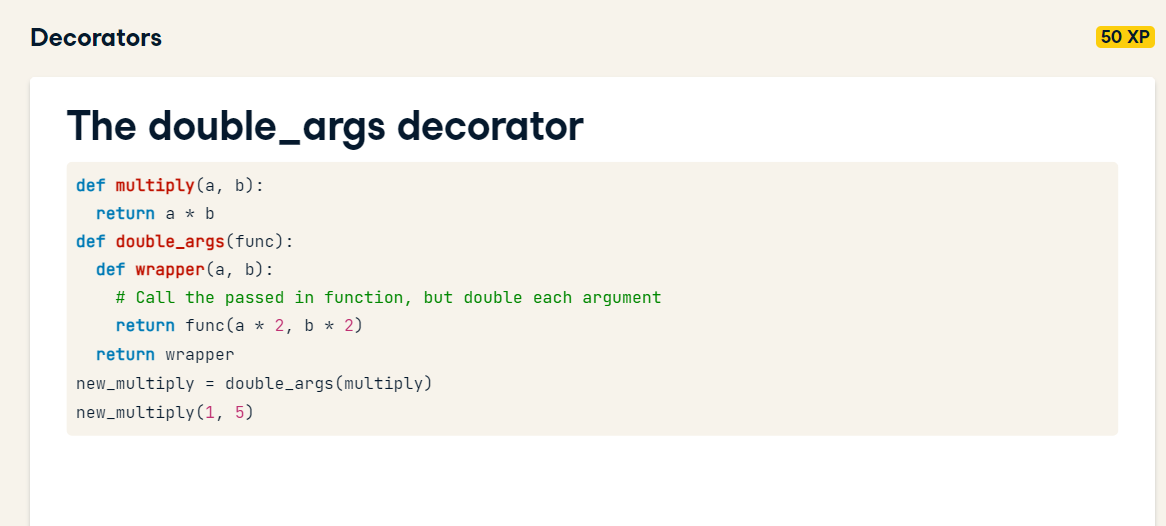 Decorators
50 XP
The double_args decorator
def multiply(a, b):
  return a * b
def double_args(func):
  def wrapper(a, b):
    # Call the passed in function, but double each argument
    return func(a * 2, b * 2)
  return wrapper
new_multiply = double_args(multiply)
new_multiply(1, 5)